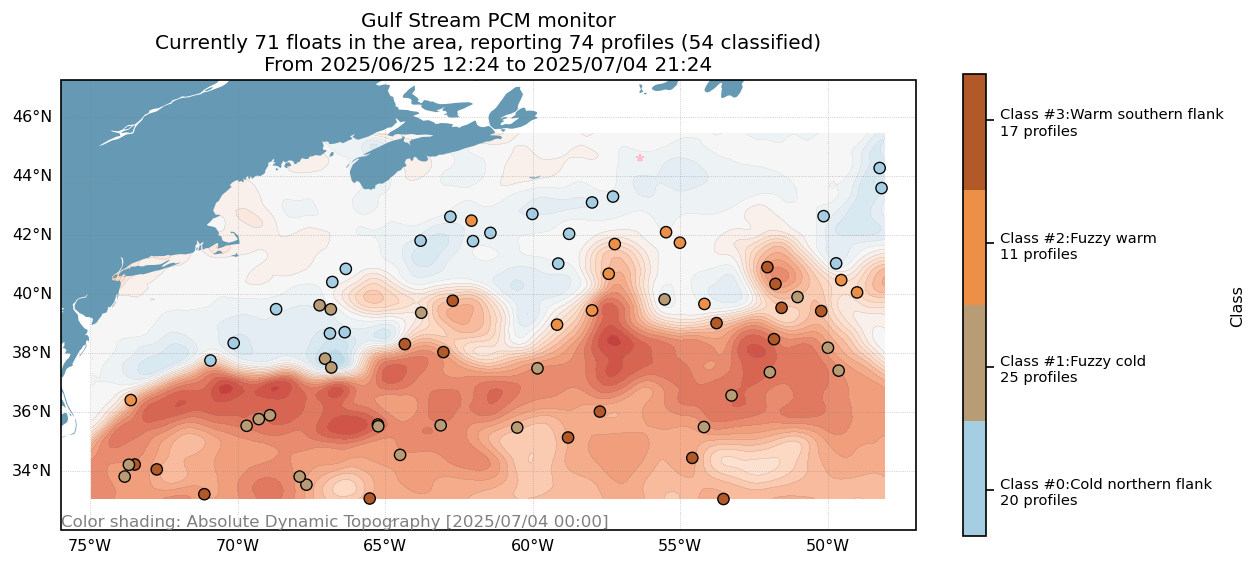 Gulf Stream PCM monitor
Currently 71 floats in the area, reporting 74 profiles (54 classified)
From 2025/06/25 12:24 to 2025/07/04 21:24
46°N
44°N
42°N
40°N
38°N
36°N
34°N
Color shading: Absolute Dynamic Topography [2025/07/04 00:00]
75°W
70°W
65°W
60°W
55°W
50°W
Class #3:Warm southern flank
17 profiles
Class #2:Fuzzy warm
11 profiles
Class #1:Fuzzy cold
25 profiles
Class #0:Cold northern flank
20 profiles
Class